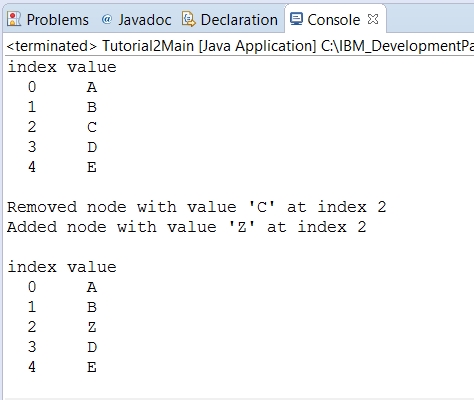 Problems @ Javadoc Declaration Console
<terminated> Tutorial2Main [Java Application] C:\IBM_DevelopmentPa
index value
0 A
1 B
2 C
3 D
4 E
Removed node with value 'C' at index 2
Added node with value 'Z' at index 2
index value
0 A
1 B
2 Z
3 D
4 E